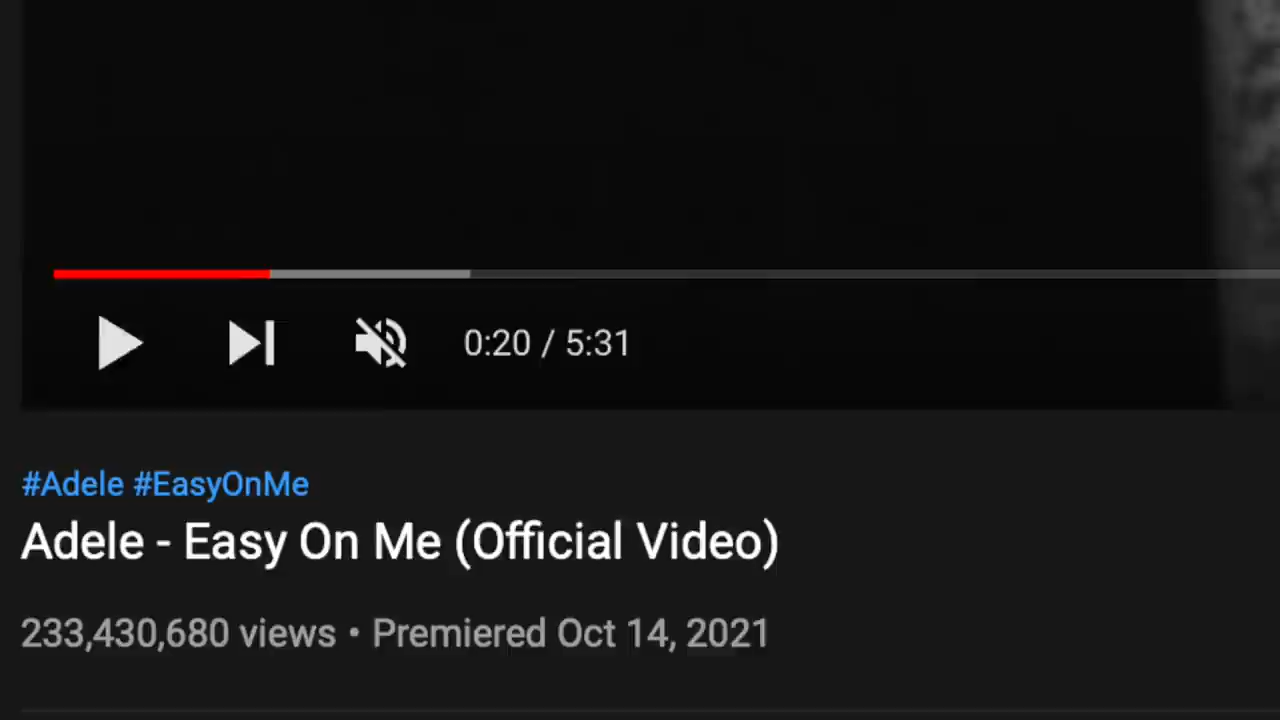 0:20 / 5:31
#Adele #EasyOnMe
Adele - Easy On Me (Official Video)
233,430,680 views • Premiered Oct 14, 2021